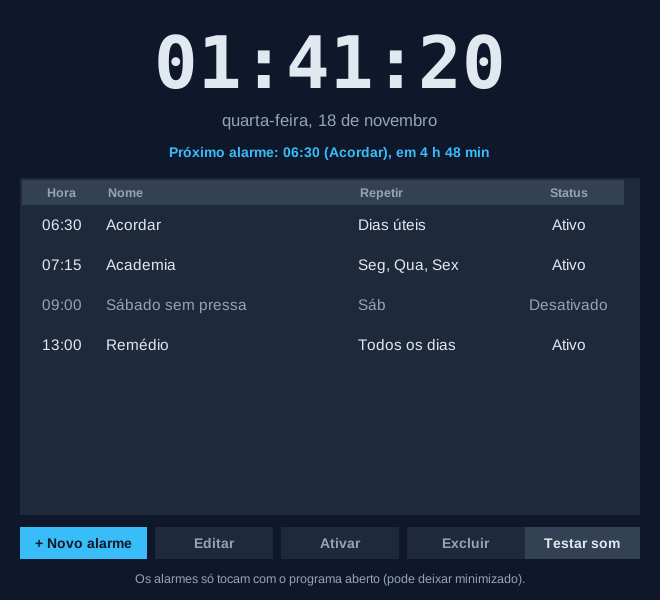 01:41:20
quarta-feira, 18 de novembro
Próximo alarme: 06:30 (Acordar), em 4 h 48 min
Hora Nome Repetir Status
06:30 Acordar Dias úteis Ativo
07:15 Academia Seg, Qua, Sex Ativo
09:00 Sábado sem pressa Sáb Desativado
13:00 Remédio Todos os dias Ativo
+ Novo alarme Editar Ativar Excluir Testar som
Os alarmes só tocam com o programa aberto (pode deixar minimizado).